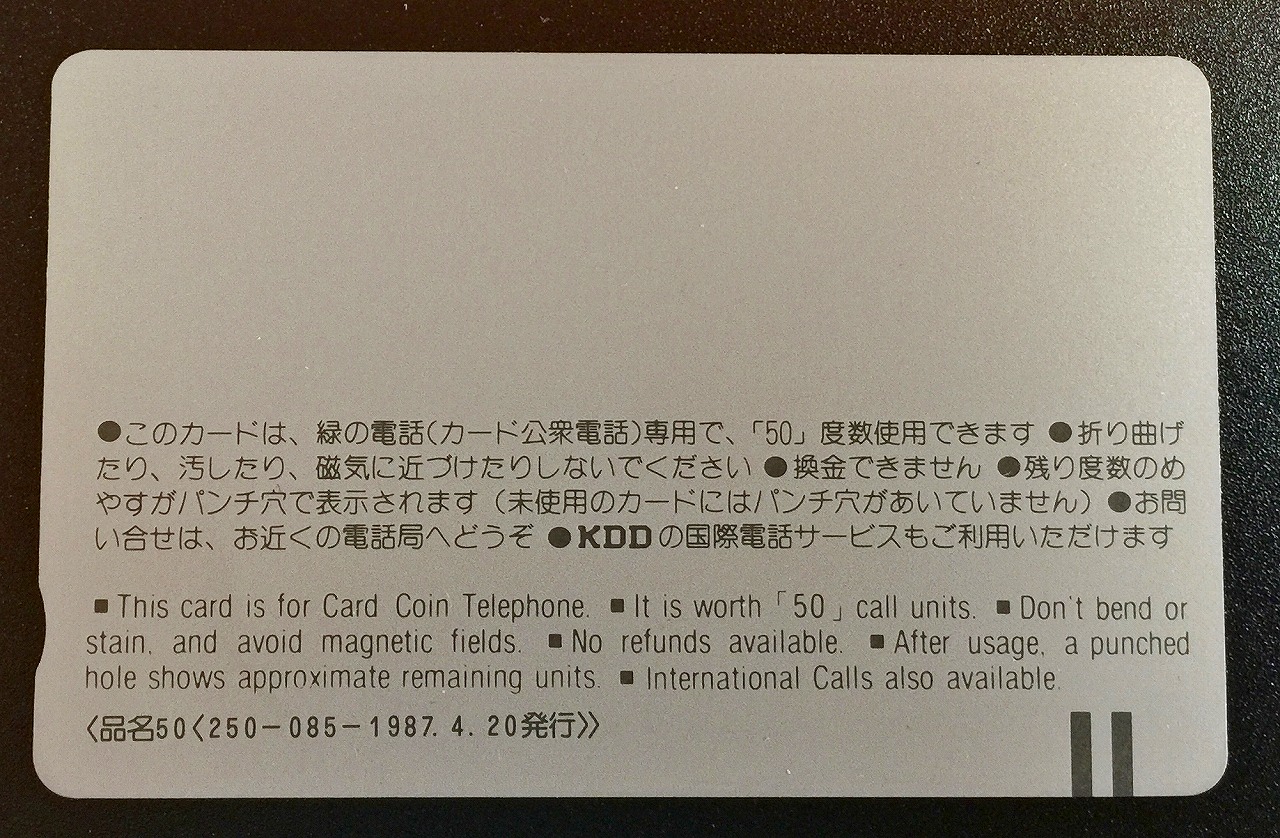 ●このカードは、緑の電話(カード公衆電話)専用で、「50」度数使用できます ●折り曲げ
たり、汚したり、磁気に近づけたりしないでください ●換金できません ●残り度数のめ
やすがパンチ穴で表示されます（未使用のカードにはパンチ穴があいていません）●お問
い合せは、お近くの電話局へどうぞ ●KDDの国際電話サービスもご利用いただけます
■This card is for Card Coin Telephone. ■It is worth「50」call units. ■Don't bend or
stain, and avoid magnetic fields. ■No refunds available. ■After usage, a punched
hole shows approximate remaining units. ■International Calls also available.
〈品名50〈250－085－1987. 4. 20発行〉〉